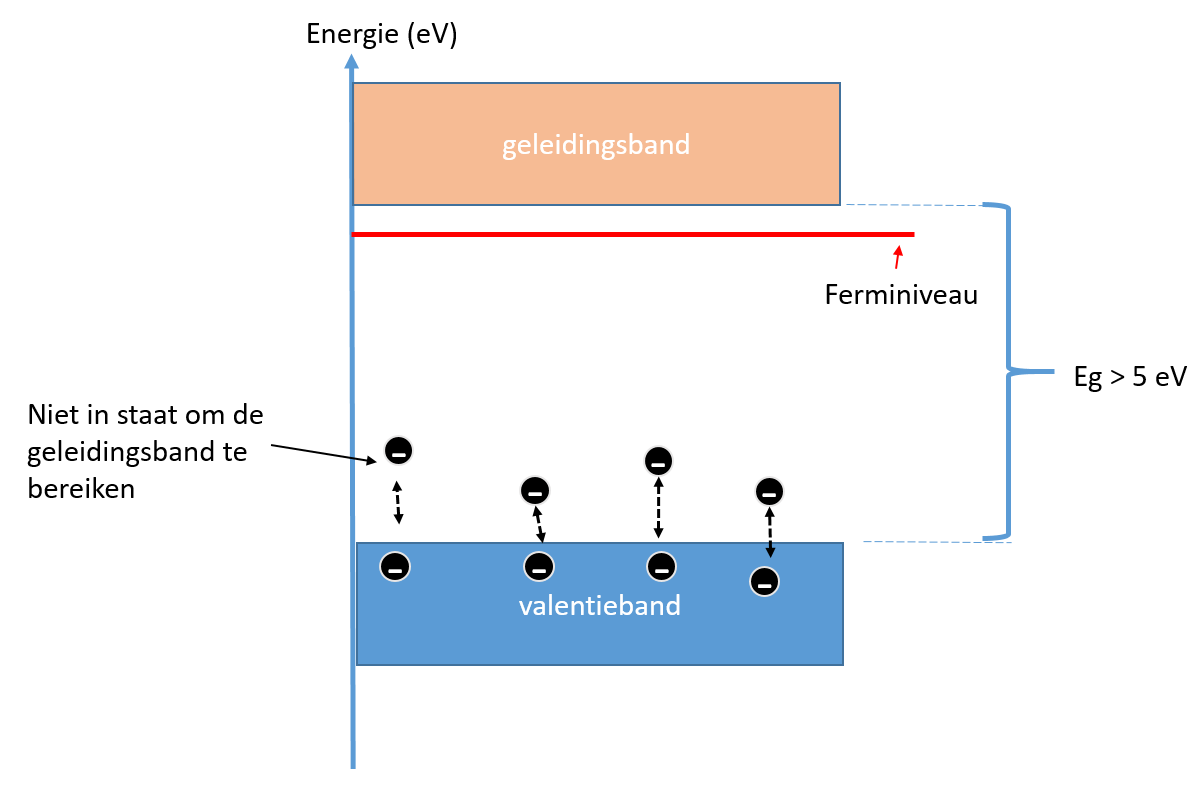 Energie (eV)
geleidingsband
Ferminiveau
Eg > 5 eV
Niet in staat om de
geleidingsband te
bereiken
valentieband